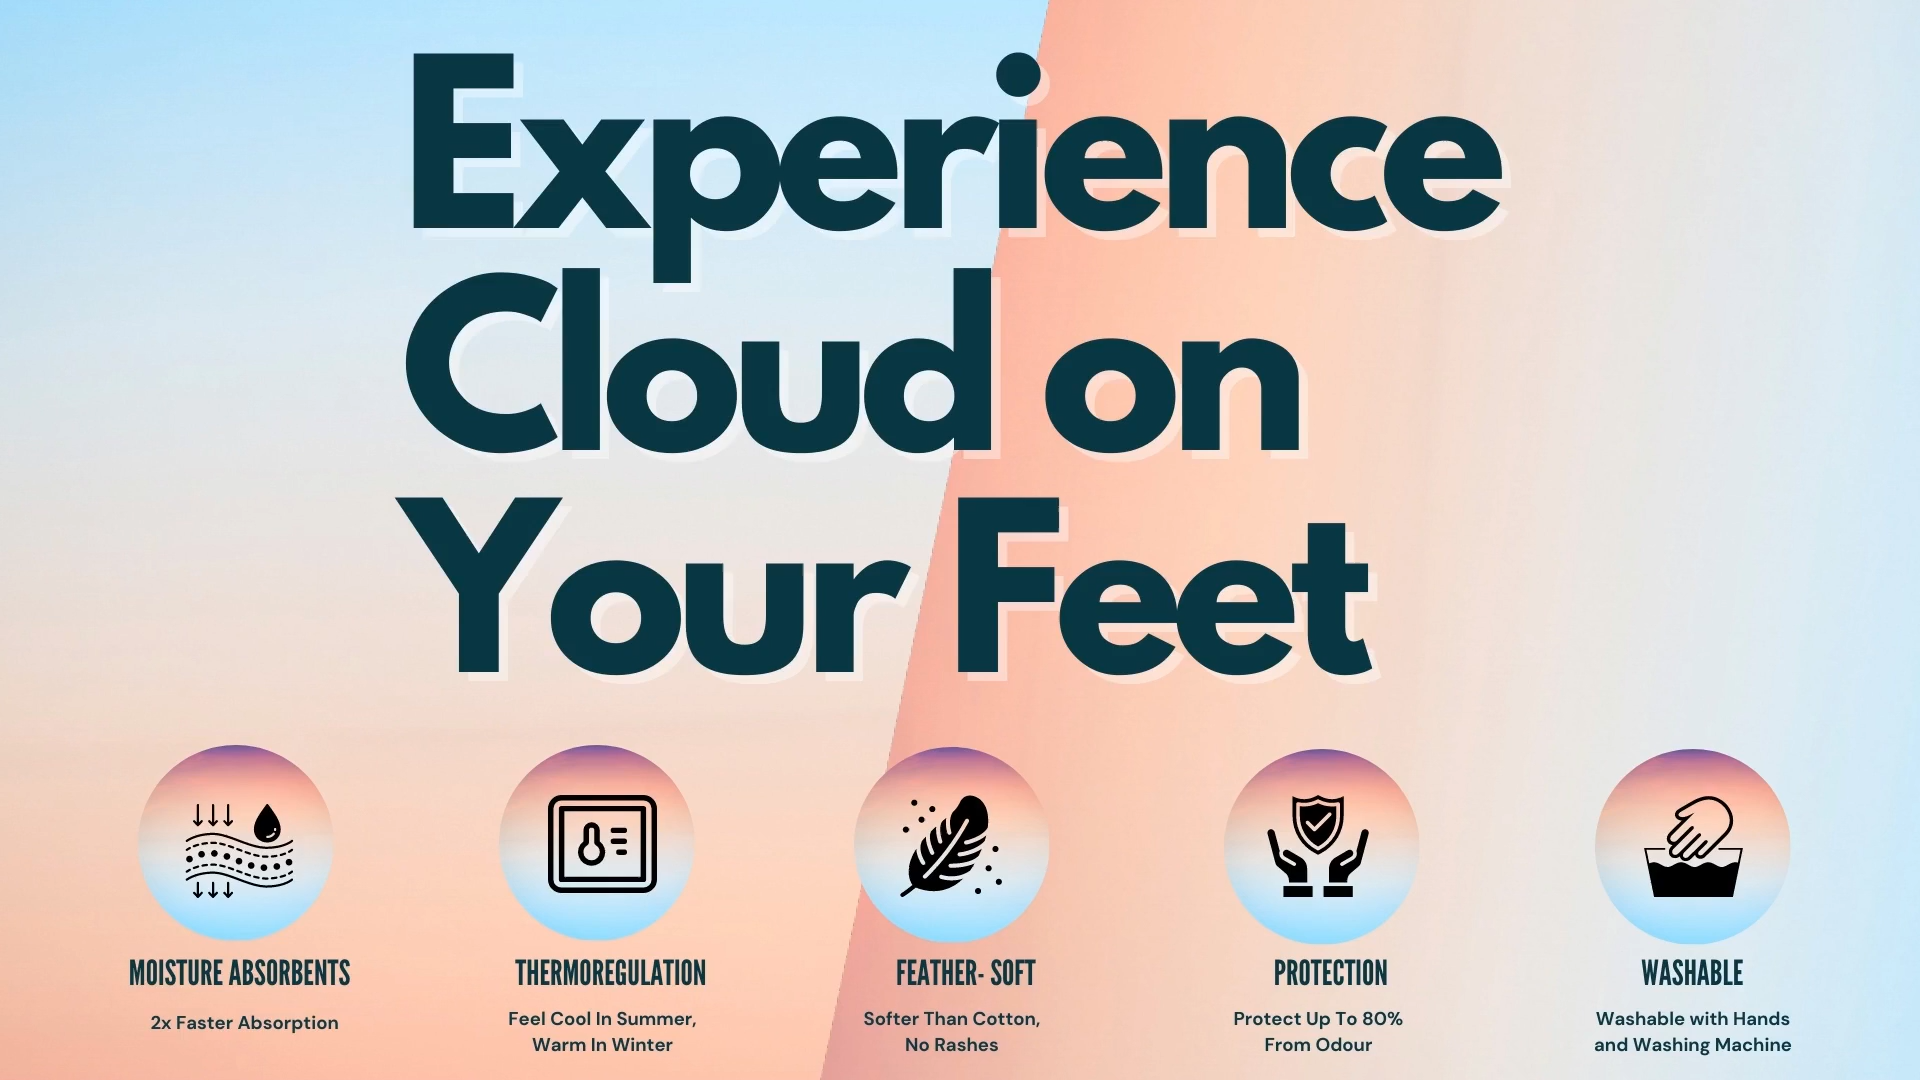 Experience
Cloud on
Your Feet
MOISTURE ABSORBENTS
2x Faster Absorption
THERMOREGULATION
Feel Cool In Summer,
Warm In Winter
FEATHER- SOFT
Softer Than Cotton,
No Rashes
PROTECTION
Protect Up To 80%
From Odour
WASHABLE
Washable with Hands
and Washing Machine